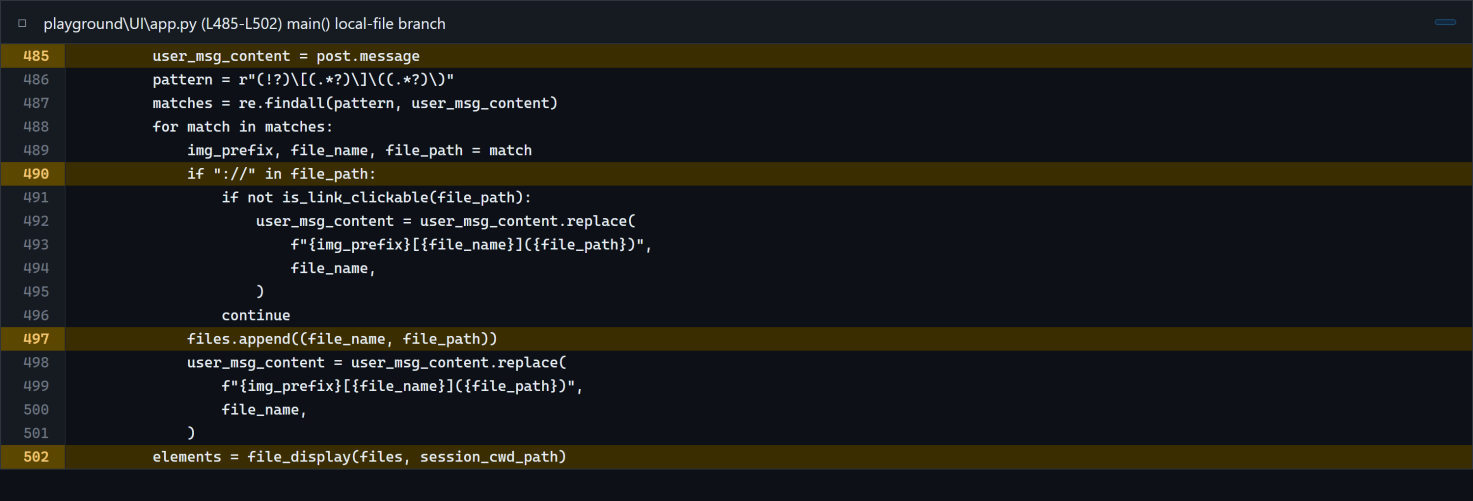 playground\UI\app.py (L485-L502) main() local-file branch
485 user_msg_content = post.message
486 pattern = r"(!?)\[(.*?)\]\((.*?)\)"
487 matches = re.findall(pattern, user_msg_content)
488 for match in matches:
489 img_prefix, file_name, file_path = match
490 if "://" in file_path:
491 if not is_link_clickable(file_path):
492 user_msg_content = user_msg_content.replace(
493 f"{img_prefix}[{file_name}]({file_path})",
494 file_name,
495 )
496 continue
497 files.append((file_name, file_path))
498 user_msg_content = user_msg_content.replace(
499 f"{img_prefix}[{file_name}]({file_path})",
500 file_name,
501 )
502 elements = file_display(files, session_cwd_path)